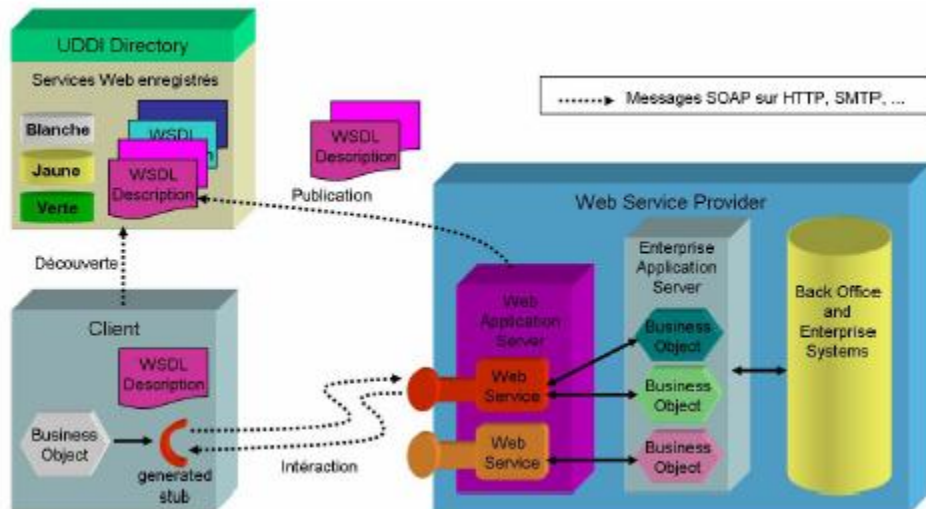 UDDI Directory
Services Web enregistrés
Blanche
Jaune
Verte
WSDL
WSDL
Description
Découverte
WSDL
Description
Publication
Messages SOAP sur HTTP, SMTP, ...
Client
WSDL
Description
Business
Object
generated
stub
Intéraction
Web Service Provider
Web
Application
Server
Web
Service
Web
Service
Enterprise
Application
Server
Business
Object
Business
Object
Business
Object
Back Office
and
Enterprise
Systems